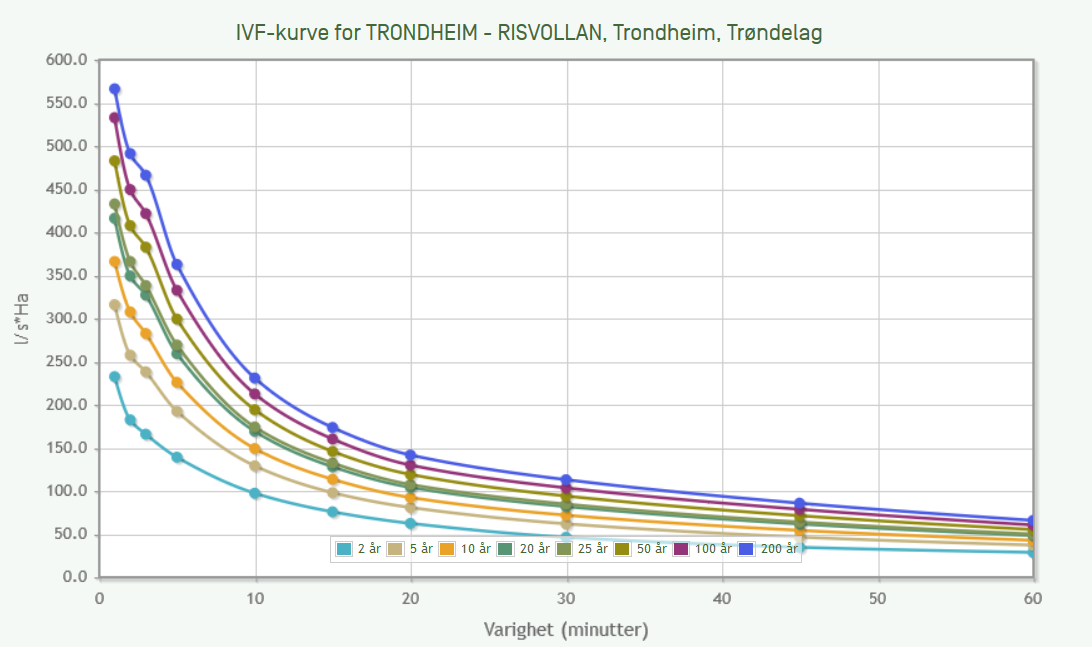 IVF-kurve for TRONDHEIM - RISVOLLAN, Trondheim, Trøndelag
600.0
550.0
500.0
450.0
400.0
350.0
300.0
250.0
200.0
150.0
100.0
50.0
0.0
l/s*Ha
2 år 5 år 10 år 20 år 25 år 50 år 100 år 200 år
0 10 20 30 40 50 60
Varighet (minutter)